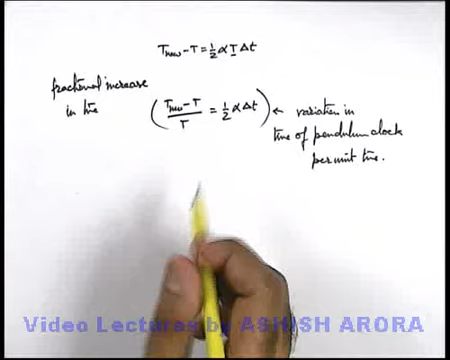 Tnew - T = 1/2 α T Δt
fractional increase
in time
( (Tnew - T)/T = 1/2 α Δt ) ← variation in
time of pendulum clock
per unit time.
Video Lectures by ASHISH ARORA